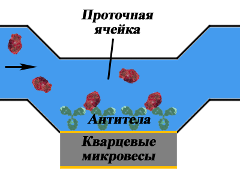 Проточная
ячейка
Антитела
Кварцевые
микровесы